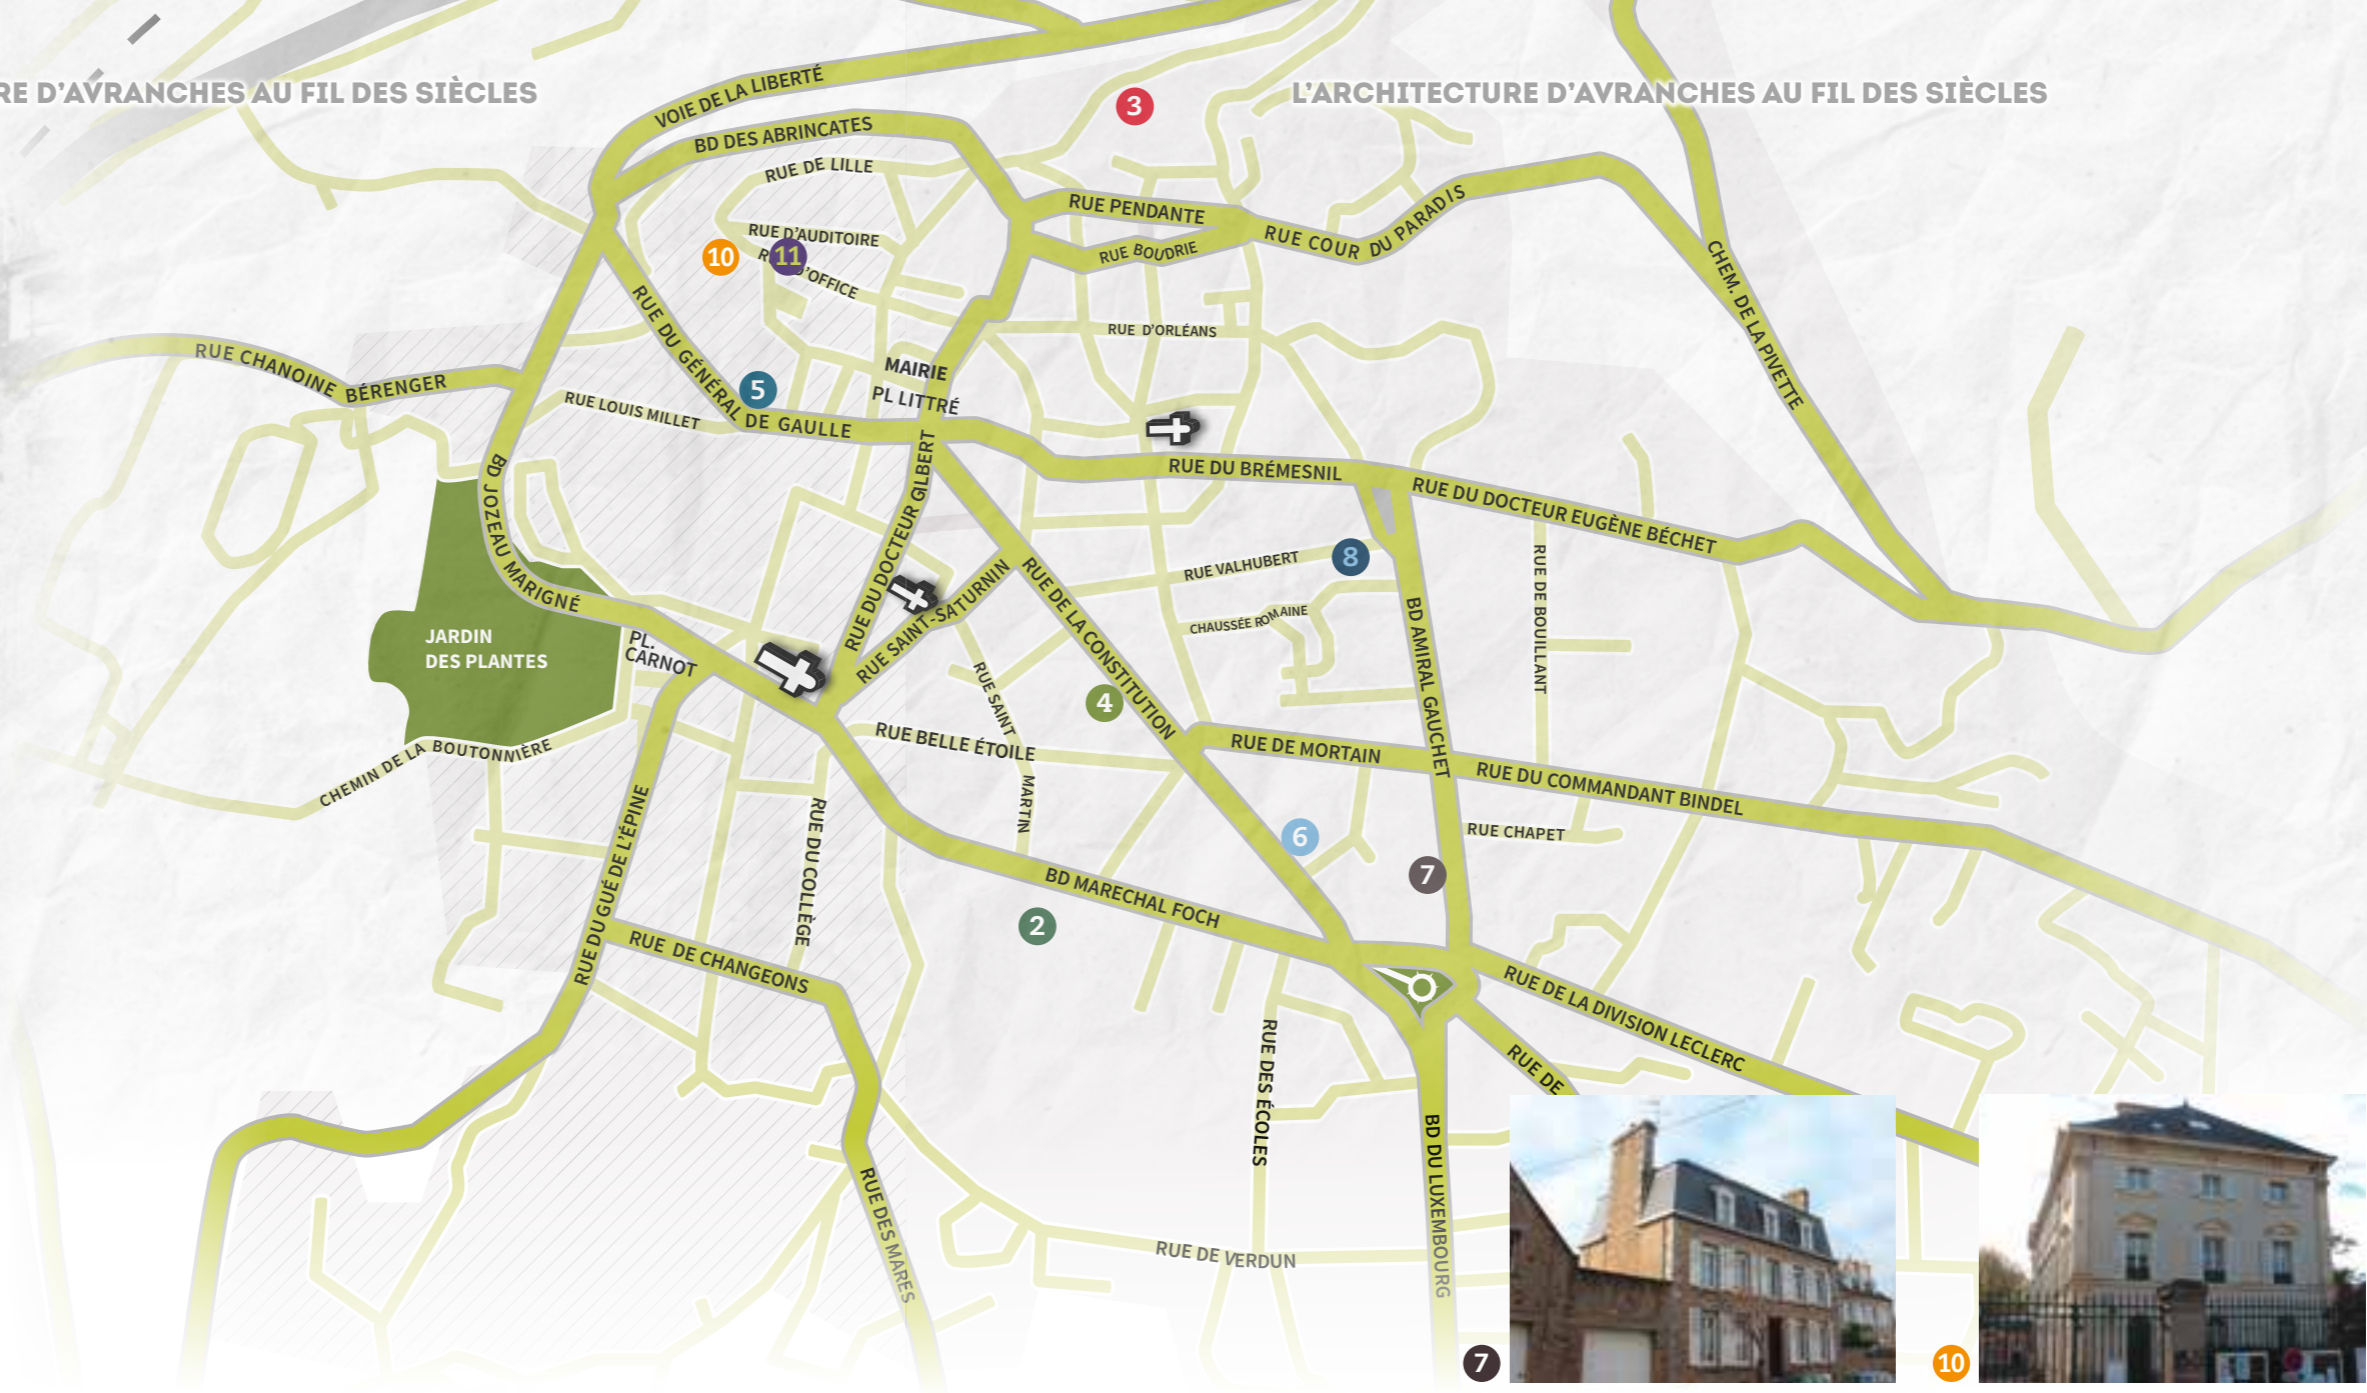 RE D'AVRANCHES AU FIL DES SIÈCLES
L'ARCHITECTURE D'AVRANCHES AU FIL DES SIÈCLES
VOIE DE LA LIBERTÉ
3
BD DES ABRINCATES
RUE DE LILLE
RUE PENDANTE
RUE D'AUDITOIRE
RUE COUR DU PARADIS
RUE BOUDRIE
10
11
D'OFFICE
CHEM. DE LA PIVETTE
RUE D'ORLÉANS
RUE CHANOINE BÉRENGER
MAIRIE
PL LITTRÉ
5
RUE DU GÉNÉRAL DE GAULLE
RUE LOUIS MILLET
RUE DU BRÉMESNIL
RUE DU DOCTEUR EUGÈNE BÉCHET
BD JOZEAU MARIGNÉ
RUE DU DOCTEUR GILBERT
RUE VALHUBERT
8
RUE SAINT-SATURNIN
RUE DE LA CONSTITUTION
CHAUSSÉE ROMAINE
BD AMIRAL GAUCHET
RUE DE BOUILLANT
JARDIN
DES PLANTES
PL.
CARNOT
4
RUE SAINT MARTIN
RUE BELLE ÉTOILE
RUE DE MORTAIN
RUE DU COMMANDANT BINDEL
CHEMIN DE LA BOUTONNIÈRE
RUE DU GUÉ DE L'ÉPINE
RUE DU COLLÈGE
6
RUE CHAPET
7
BD MARECHAL FOCH
2
RUE DE CHANGEONS
RUE DE LA DIVISION LECLERC
RUE DES ÉCOLES
RUE DE
BD DU LUXEMBOURG
RUE DES MARES
RUE DE VERDUN
7
10